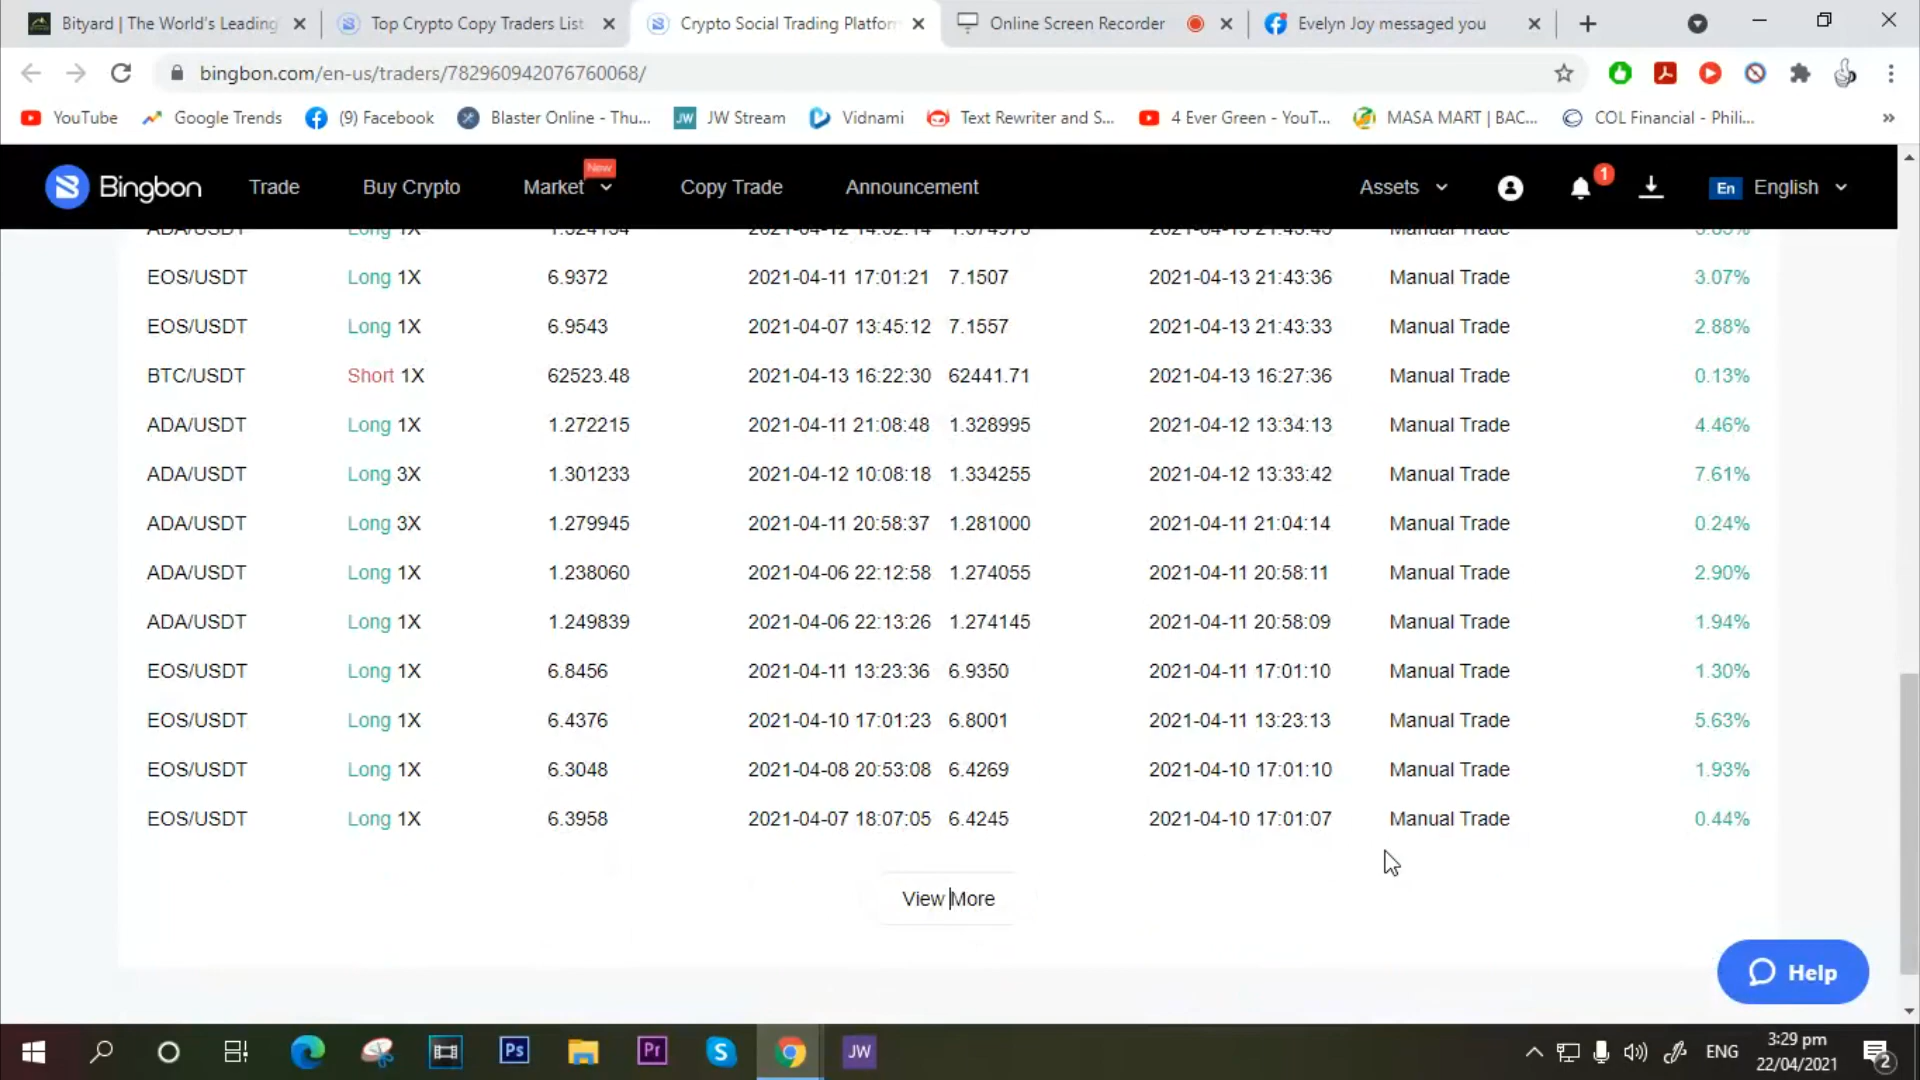 Bityard | The World's Leading
Top Crypto Copy Traders List
Crypto Social Trading Platform
Online Screen Recorder
Evelyn Joy messaged you
bingbon.com/en-us/traders/782960942076760068/
YouTube
Google Trends
(9) Facebook
Blaster Online - Thu...
JW JW Stream
Vidnami
Text Rewriter and S...
4 Ever Green - YouT...
MASA MART | BAC...
COL Financial - Phili...
»
Bingbon
Trade
Buy Crypto
Market
New
Copy Trade
Announcement
Assets
1
En English
EOS/USDT Long 1X 6.9372 2021-04-11 17:01:21 7.1507 2021-04-13 21:43:36 Manual Trade 3.07%
EOS/USDT Long 1X 6.9543 2021-04-07 13:45:12 7.1557 2021-04-13 21:43:33 Manual Trade 2.88%
BTC/USDT Short 1X 62523.48 2021-04-13 16:22:30 62441.71 2021-04-13 16:27:36 Manual Trade 0.13%
ADA/USDT Long 1X 1.272215 2021-04-11 21:08:48 1.328995 2021-04-12 13:34:13 Manual Trade 4.46%
ADA/USDT Long 3X 1.301233 2021-04-12 10:08:18 1.334255 2021-04-12 13:33:42 Manual Trade 7.61%
ADA/USDT Long 3X 1.279945 2021-04-11 20:58:37 1.281000 2021-04-11 21:04:14 Manual Trade 0.24%
ADA/USDT Long 1X 1.238060 2021-04-06 22:12:58 1.274055 2021-04-11 20:58:11 Manual Trade 2.90%
ADA/USDT Long 1X 1.249839 2021-04-06 22:13:26 1.274145 2021-04-11 20:58:09 Manual Trade 1.94%
EOS/USDT Long 1X 6.8456 2021-04-11 13:23:36 6.9350 2021-04-11 17:01:10 Manual Trade 1.30%
EOS/USDT Long 1X 6.4376 2021-04-10 17:01:23 6.8001 2021-04-11 13:23:13 Manual Trade 5.63%
EOS/USDT Long 1X 6.3048 2021-04-08 20:53:08 6.4269 2021-04-10 17:01:10 Manual Trade 1.93%
EOS/USDT Long 1X 6.3958 2021-04-07 18:07:05 6.4245 2021-04-10 17:01:07 Manual Trade 0.44%
View More
Help
Ps
Pr
S
JW
ENG
3:29 pm
22/04/2021
2